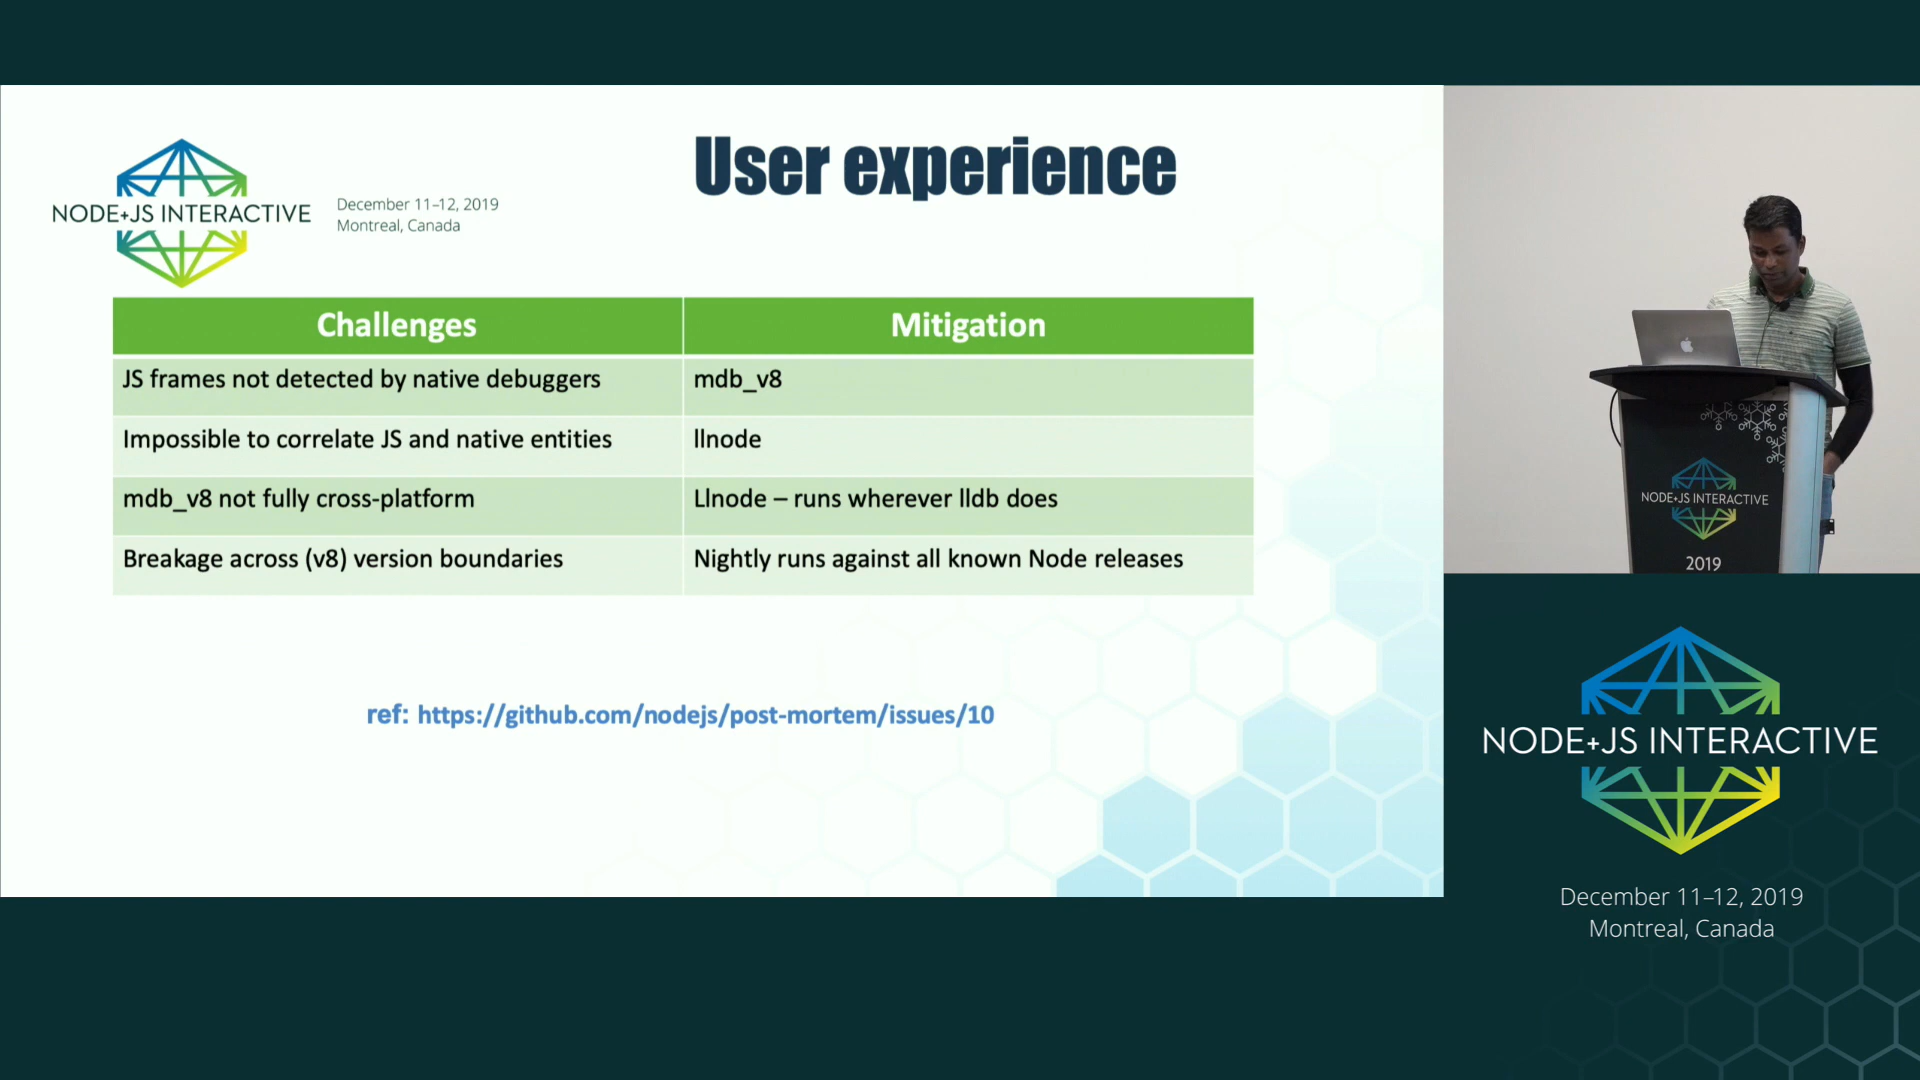 User experience
NODE+JS INTERACTIVE
December 11–12, 2019
Montreal, Canada
Challenges
Mitigation
JS frames not detected by native debuggers
mdb_v8
Impossible to correlate JS and native entities
llnode
mdb_v8 not fully cross-platform
Llnode – runs wherever lldb does
Breakage across (v8) version boundaries
Nightly runs against all known Node releases
ref: https://github.com/nodejs/post-mortem/issues/10
NODE+JS INTERACTIVE
2019
NODE+JS INTERACTIVE
December 11–12, 2019
Montreal, Canada